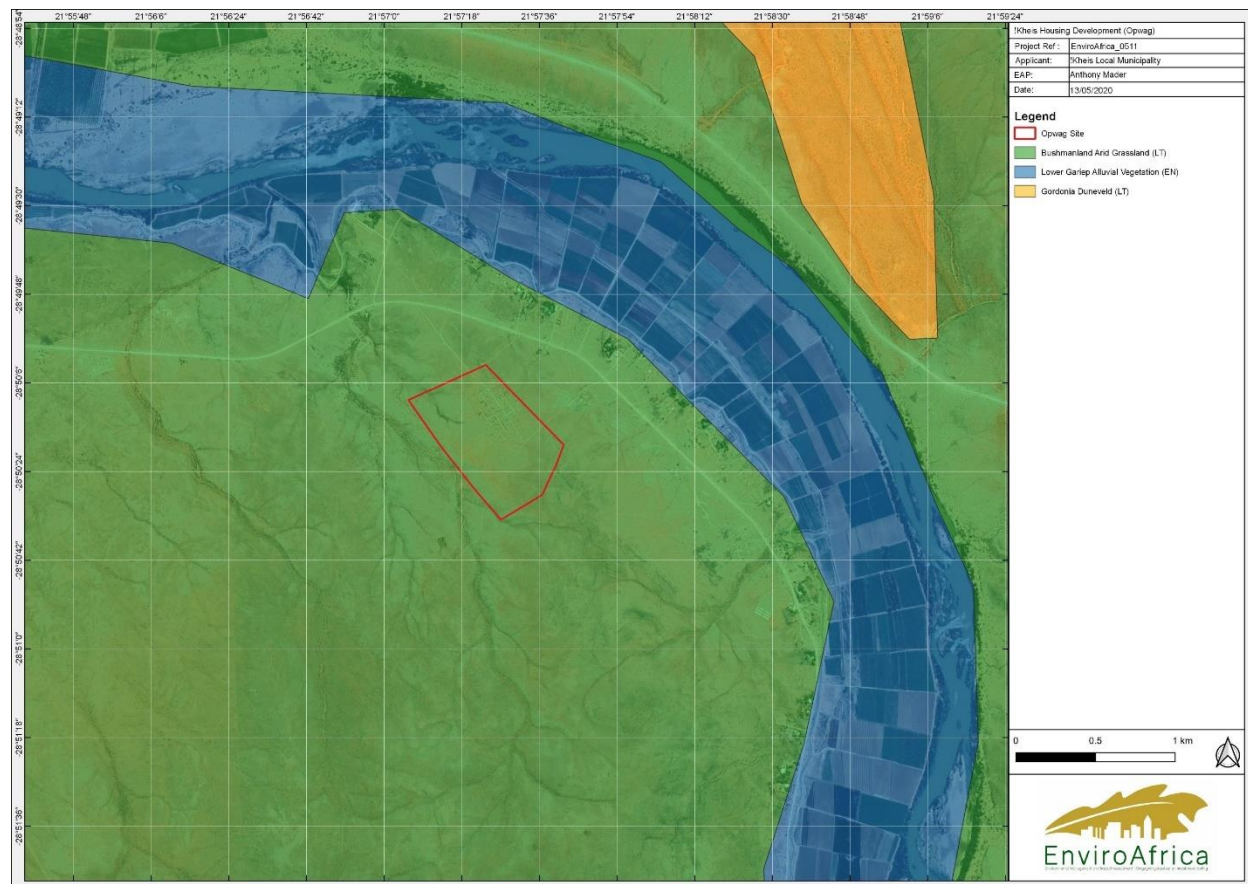 21°55'48" 21°56'6" 21°56'24" 21°56'42" 21°57'0" 21°57'18" 21°57'36" 21°57'54" 21°58'12" 21°58'30" 21°58'48" 21°59'6" 21°59'24"
-28°48'54"
-28°49'12"
-28°49'30"
-28°49'48"
-28°50'6"
-28°50'24"
-28°50'42"
-28°51'0"
-28°51'18"
-28°51'36"
!Kheis Housing Development (Opwag)
Project Ref : EnviroAfrica_0511
Applicant: !Kheis Local Municipality
EAP: Anthony Mader
Date: 13/05/2020
Legend
Opwag Site
Bushmanland Arid Grassland (LT)
Lower Gariep Alluvial Vegetation (EN)
Gordonia Duneveld (LT)
0 0.5 1 km
EnviroAfrica